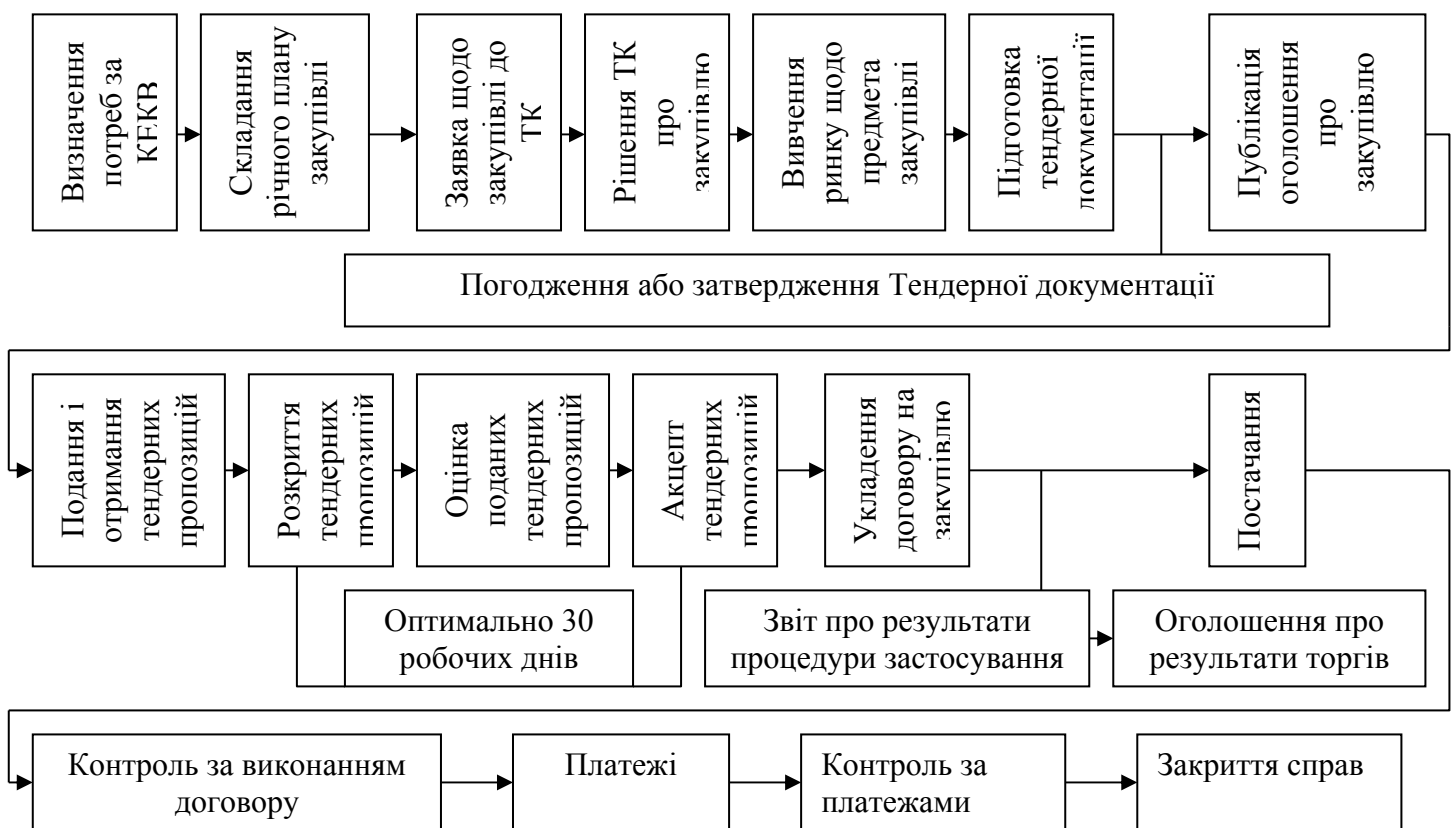 Визначення
потреб за
КЕКВ
Складання
річного плану
закупівлі
Заявка щодо
закупівлі до
ТК
Рішення ТК
про
закупівлю
Вивчення
ринку щодо
предмета
закупівлі
Підготовка
тендерної
документації
Публікація
оголошення
про
закупівлю
Погодження або затвердження Тендерної документації
Подання і
отримання
тендерних
пропозицій
Розкриття
тендерних
пропозицій
Оцінка
поданих
тендерних
пропозицій
Акцепт
тендерних
пропозицій
Укладення
договору на
закупівлю
Постачання
Оптимально 30
робочих днів
Звіт про результати
процедури застосування
Оголошення про
результати торгів
Контроль за виконанням
договору
Платежі
Контроль за
платежами
Закриття справ